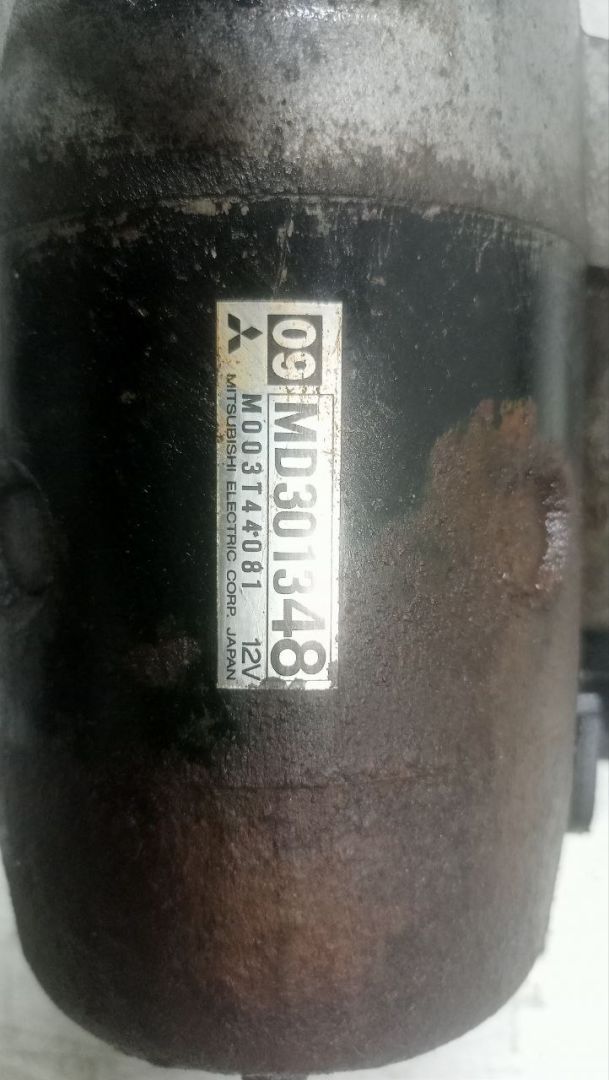 09 MD301348
M003T44081 12V
MITSUBISHI ELECTRIC CORP. JAPAN